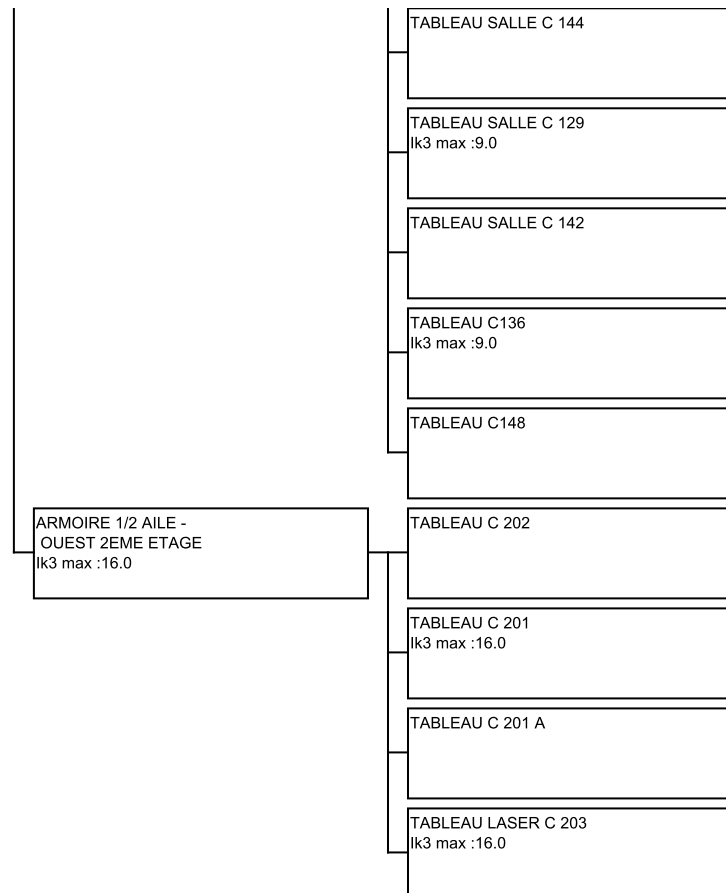 TABLEAU SALLE C 144
TABLEAU SALLE C 129
Ik3 max :9.0
TABLEAU SALLE C 142
TABLEAU C136
Ik3 max :9.0
TABLEAU C148
ARMOIRE 1/2 AILE -
OUEST 2EME ETAGE
Ik3 max :16.0
TABLEAU C 202
TABLEAU C 201
Ik3 max :16.0
TABLEAU C 201 A
TABLEAU LASER C 203
Ik3 max :16.0